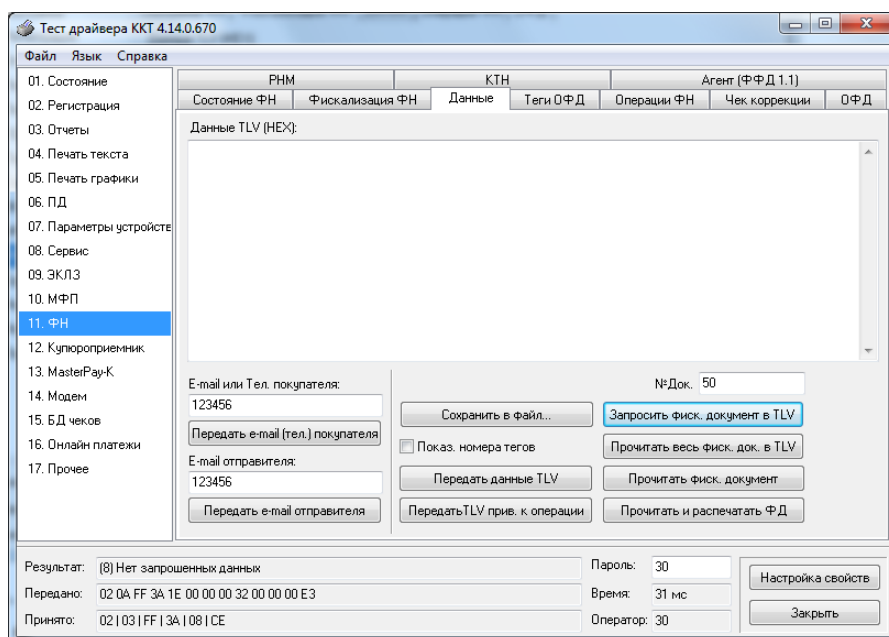 Тест драйвера ККТ 4.14.0.670
Файл Язык Справка
01. Состояние
02. Регистрация
03. Отчеты
04. Печать текста
05. Печать графики
06. ПД
07. Параметры устройств
08. Сервис
09. ЭКЛЗ
10. МФП
11. ФН
12. Купюроприемник
13. MasterPay-K
14. Модем
15. БД чеков
16. Онлайн платежи
17. Прочее
РНМ КТН Агент (ФФД 1.1)
Состояние ФН Фискализация ФН Данные Теги ОФД Операции ФН Чек коррекции ОФД
Данные TLV (HEX):
E-mail или Тел. покупателя:
123456
Передать e-mail (тел.) покупателя
E-mail отправителя:
123456
Передать e-mail отправителя
Сохранить в файл...
Показ. номера тегов
Передать данные TLV
ПередатьTLV прив. к операции
№Док. 50
Запросить фиск. документ в TLV
Прочитать весь фиск. док. в TLV
Прочитать фиск. документ
Прочитать и распечатать ФД
Результат: (8) Нет запрошенных данных
Передано: 02 0A FF 3A 1E 00 00 00 32 00 00 00 E3
Принято: 02 | 03 | FF | 3A | 08 | CE
Пароль: 30
Время: 31 мс
Оператор: 30
Настройка свойств
Закрыть